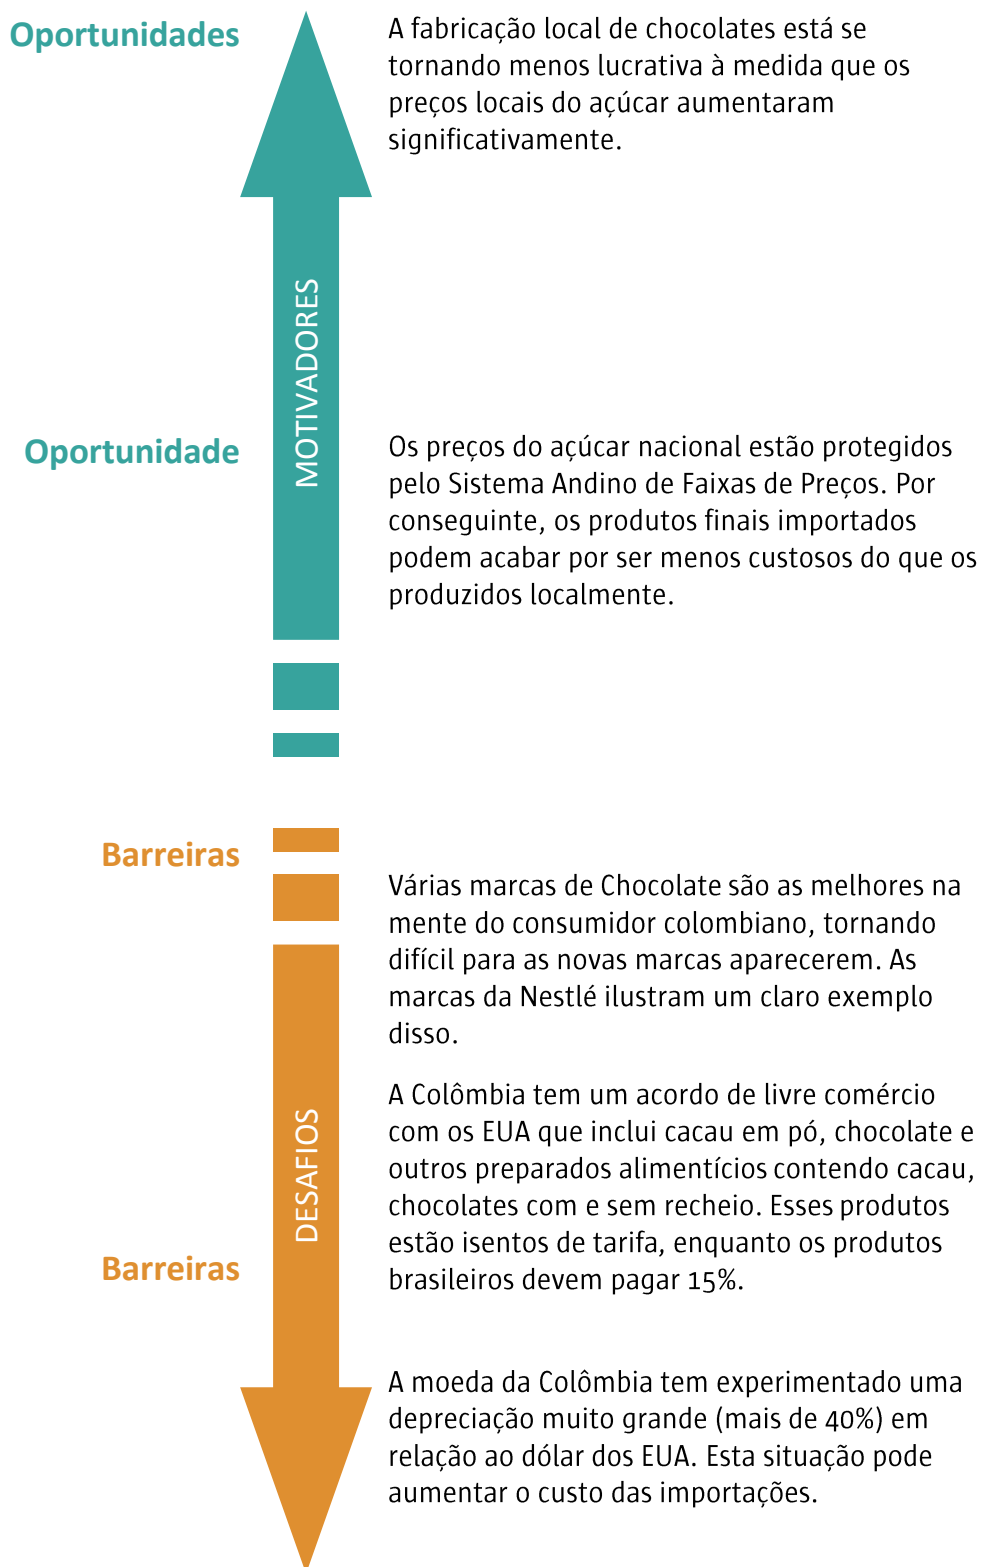 Oportunidades
A fabricação local de chocolates está se
tornando menos lucrativa à medida que os
preços locais do açúcar aumentaram
significativamente.
MOTIVADORES
Oportunidade
Os preços do açúcar nacional estão protegidos
pelo Sistema Andino de Faixas de Preços. Por
conseguinte, os produtos finais importados
podem acabar por ser menos custosos do que os
produzidos localmente.
Barreiras
Várias marcas de Chocolate são as melhores na
mente do consumidor colombiano, tornando
difícil para as novas marcas aparecerem. As
marcas da Nestlé ilustram um claro exemplo
disso.
DESAFIOS
A Colômbia tem um acordo de livre comércio
com os EUA que inclui cacau em pó, chocolate e
outros preparados alimentícios contendo cacau,
chocolates com e sem recheio. Esses produtos
estão isentos de tarifa, enquanto os produtos
brasileiros devem pagar 15%.
Barreiras
A moeda da Colômbia tem experimentado uma
depreciação muito grande (mais de 40%) em
relação ao dólar dos EUA. Esta situação pode
aumentar o custo das importações.